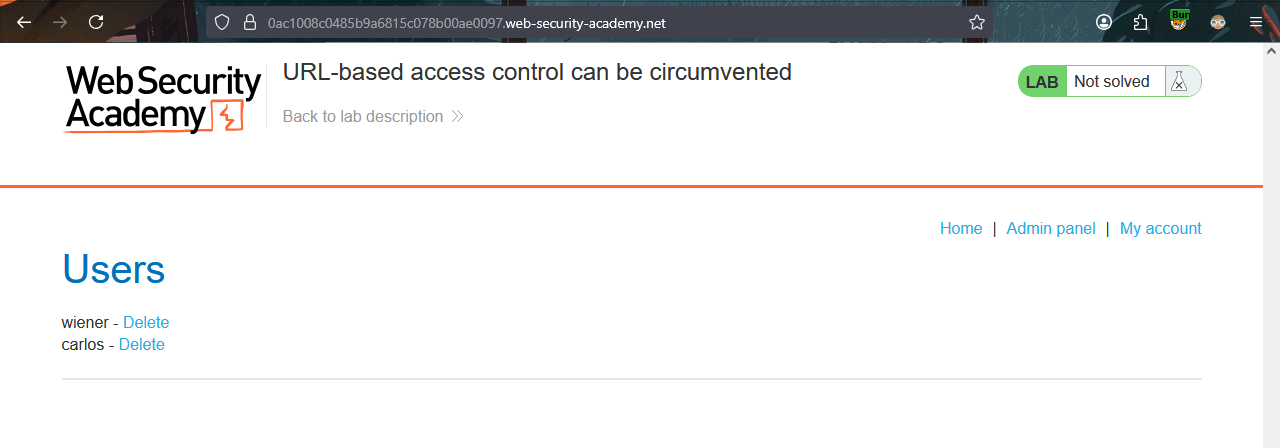 0ac1008c0485b9a6815c078b00ae0097.web-security-academy.net
Bur
Web Security
Academy
URL-based access control can be circumvented
Back to lab description
LAB Not solved
Home | Admin panel | My account
Users
wiener - Delete
carlos - Delete